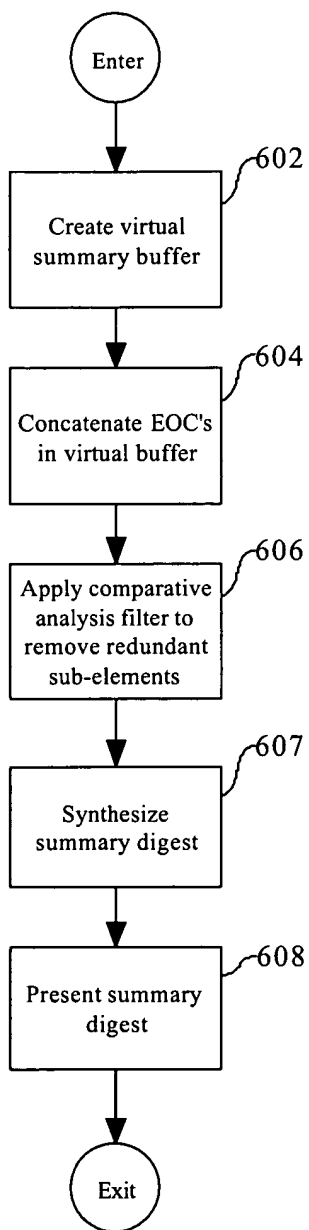 Enter
602
Create virtual
summary buffer
604
Concatenate EOC's
in virtual buffer
606
Apply comparative
analysis filter to
remove redundant
sub-elements
607
Synthesize
summary digest
608
Present summary
digest
Exit